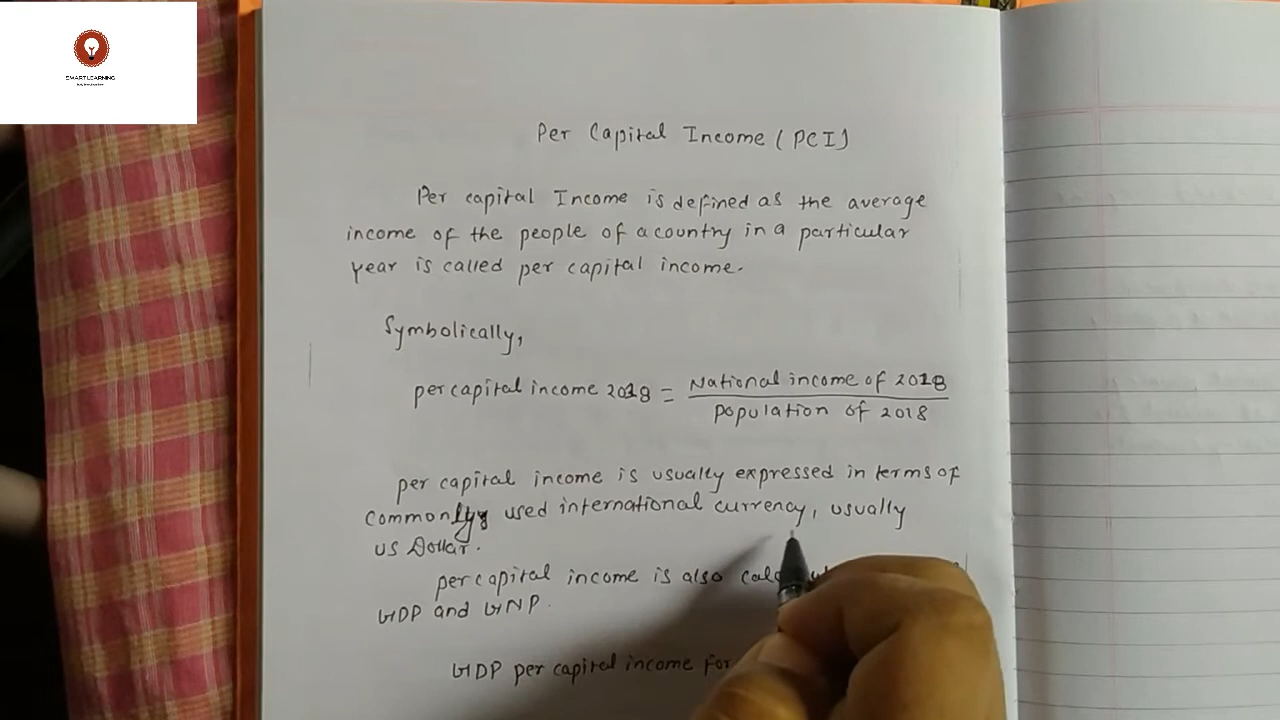 SMART LEARNING
Per Capital Income (PCI)
Per capital Income is defined as the average
income of the people of a country in a particular
year is called per capital income.
Symbolically,
per capital income 2018 = National income of 2018
population of 2018
per capital income is usually expressed in terms of
commonly used international currency, usually
US Dollar.
per capital income is also
GDP and GNP.
GDP per capital income for